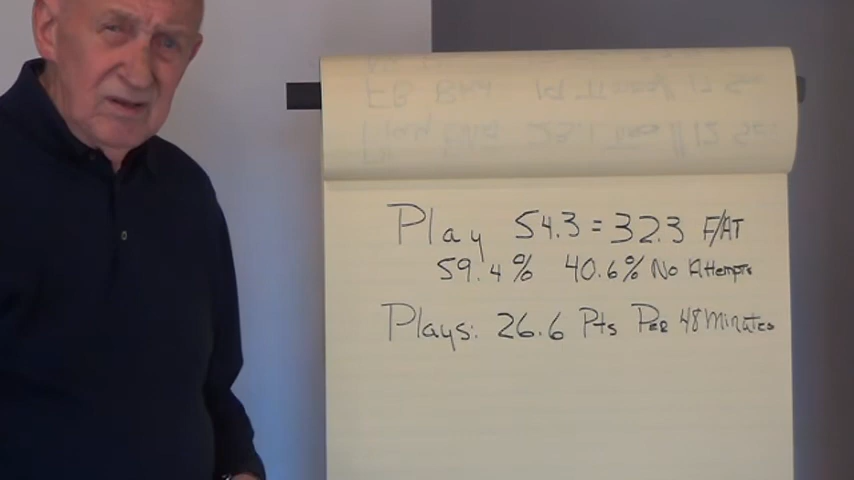 Play 54.3 = 32.3 F/AT
59.4% 40.6% No Attempts
Plays: 26.6 Pts Per 48 Minutes